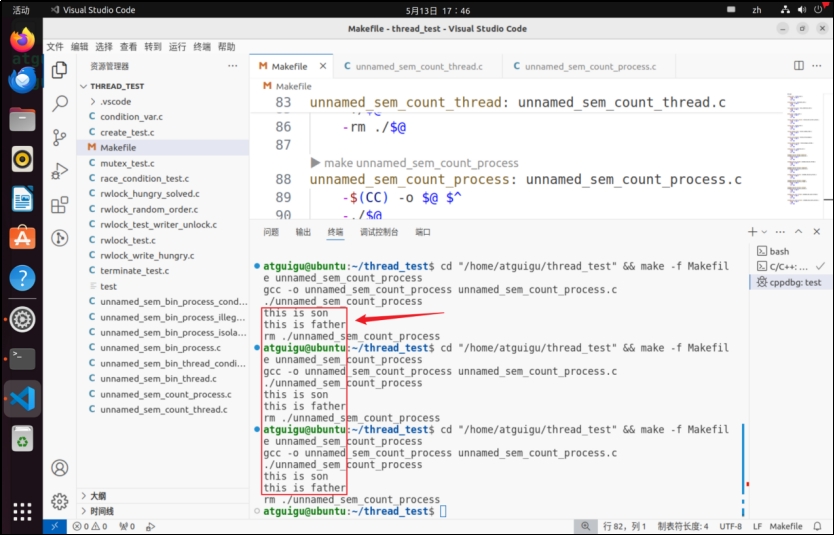 活动
Visual Studio Code
5月13日 17：46
zh
Makefile - thread_test - Visual Studio Code
文件 编辑 选择 查看 转到 运行 终端 帮助
资源管理器
THREAD_TEST
.vscode
condition_var.c
create_test.c
Makefile
mutex_test.c
race_condition_test.c
rwlock_hungry_solved.c
rwlock_random_order.c
rwlock_test_writer_unlock.c
rwlock_test.c
rwlock_write_hungry.c
terminate_test.c
test
unnamed_sem_bin_process_cond...
unnamed_sem_bin_process_illeg...
unnamed_sem_bin_process_isola...
unnamed_sem_bin_process.c
unnamed_sem_bin_thread_condi...
unnamed_sem_bin_thread.c
unnamed_sem_count_process.c
unnamed_sem_count_thread.c
大纲
时间线
Makefile
unnamed_sem_count_thread.c
unnamed_sem_count_process.c
Makefile
83 unnamed_sem_count_thread: unnamed_sem_count_thread.c
86 -rm ./$@
87
make unnamed_sem_count_process
88 unnamed_sem_count_process: unnamed_sem_count_process.c
89 -$(CC) -o $@ $^
90 -./$@
问题 输出 终端 调试控制台 端口
atguigu@ubuntu:~/thread_test$ cd "/home/atguigu/thread_test" && make -f Makefil
e unnamed_sem_count_process
gcc -o unnamed_sem_count_process unnamed_sem_count_process.c
./unnamed_sem_count_process
this is son
this is father
rm ./unnamed_sem_count_process
atguigu@ubuntu:~/thread_test$ cd "/home/atguigu/thread_test" && make -f Makefil
e unnamed_sem_count_process
gcc -o unnamed_sem_count_process unnamed_sem_count_process.c
./unnamed_sem_count_process
this is son
this is father
rm ./unnamed_sem_count_process
atguigu@ubuntu:~/thread_test$ cd "/home/atguigu/thread_test" && make -f Makefil
e unnamed_sem_count_process
gcc -o unnamed_sem_count_process unnamed_sem_count_process.c
./unnamed_sem_count_process
this is son
this is father
rm ./unnamed_sem_count_process
atguigu@ubuntu:~/thread_test$
bash
C/C++: ...
cppdbg: test
0 0 0
行 82，列 1 制表符长度: 4 UTF-8 LF Makefile